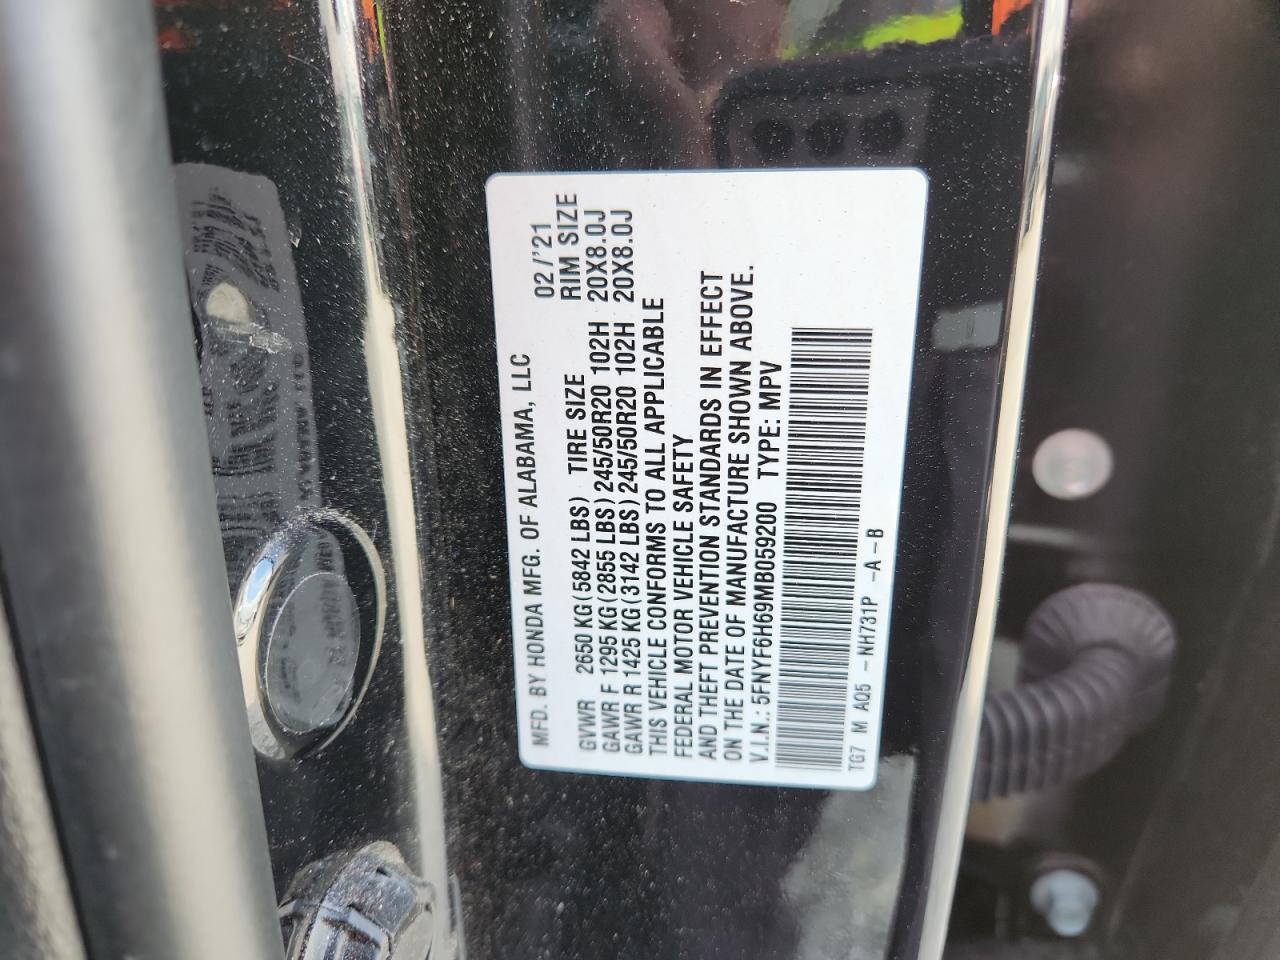 MFD. BY HONDA MFG. OF ALABAMA, LLC 02/'21
GVWR 2650 KG(5842 LBS) TIRE SIZE RIM SIZE
GAWR F 1295 KG(2855 LBS)245/50R20 102H 20X8.0J
GAWR R 1425 KG(3142 LBS)245/50R20 102H 20X8.0J
THIS VEHICLE CONFORMS TO ALL APPLICABLE
FEDERAL MOTOR VEHICLE SAFETY
AND THEFT PREVENTION STANDARDS IN EFFECT
ON THE DATE OF MANUFACTURE SHOWN ABOVE.
V.I.N.: 5FNYF6H69MB059200 TYPE: MPV
TG7 M AQ5 -NH731P -A-B